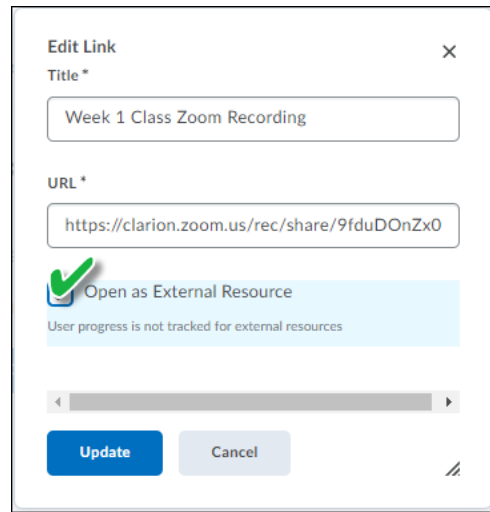 Edit Link
Title *
Week 1 Class Zoom Recording
URL *
https://clarion.zoom.us/rec/share/9fduDOnZx0
Open as External Resource
User progress is not tracked for external resources
Update
Cancel